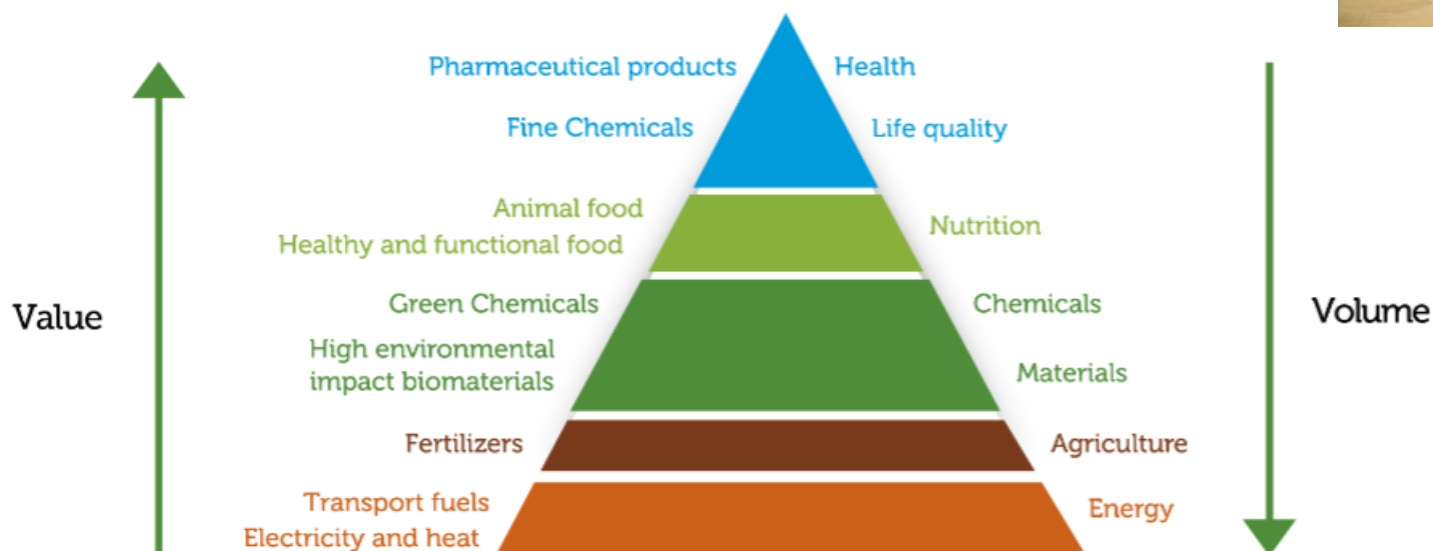 Pharmaceutical products
Health
Fine Chemicals
Life quality
Animal food
Healthy and functional food
Nutrition
Value
Green Chemicals
Chemicals
Volume
High environmental
impact biomaterials
Materials
Fertilizers
Agriculture
Transport fuels
Electricity and heat
Energy